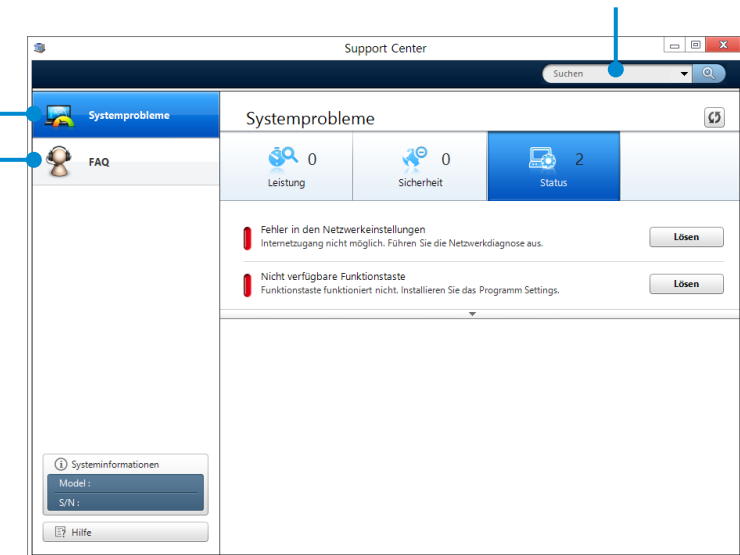 Support Center
Suchen
Systemprobleme
FAQ
Systemprobleme
0
Leistung
0
Sicherheit
2
Status
Fehler in den Netzwerkeinstellungen
Internetzugang nicht möglich. Führen Sie die Netzwerkdiagnose aus.
Lösen
Nicht verfügbare Funktionstaste
Funktionstaste funktioniert nicht. Installieren Sie das Programm Settings.
Lösen
Systeminformationen
Model :
S/N :
Hilfe